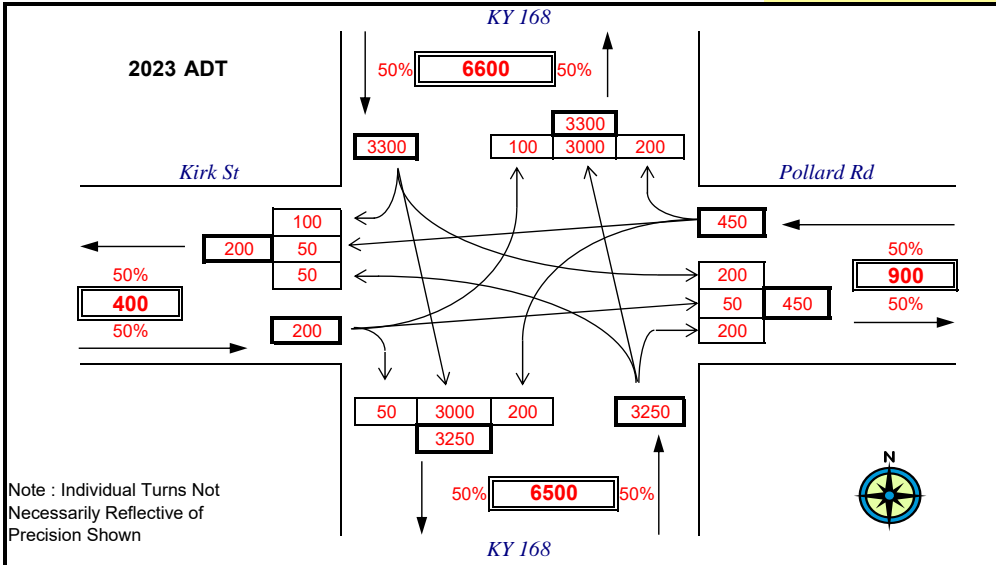 KY 168
2023 ADT
50% 6600 50%
3300
3300
100 3000 200
Kirk St
Pollard Rd
100
450
200 50
50%
50
50%
200
900
400
50 450
50%
50%
200
200
50 3000 200
3250
3250
N
Note : Individual Turns Not
Necessarily Reflective of
Precision Shown
50% 6500 50%
KY 168